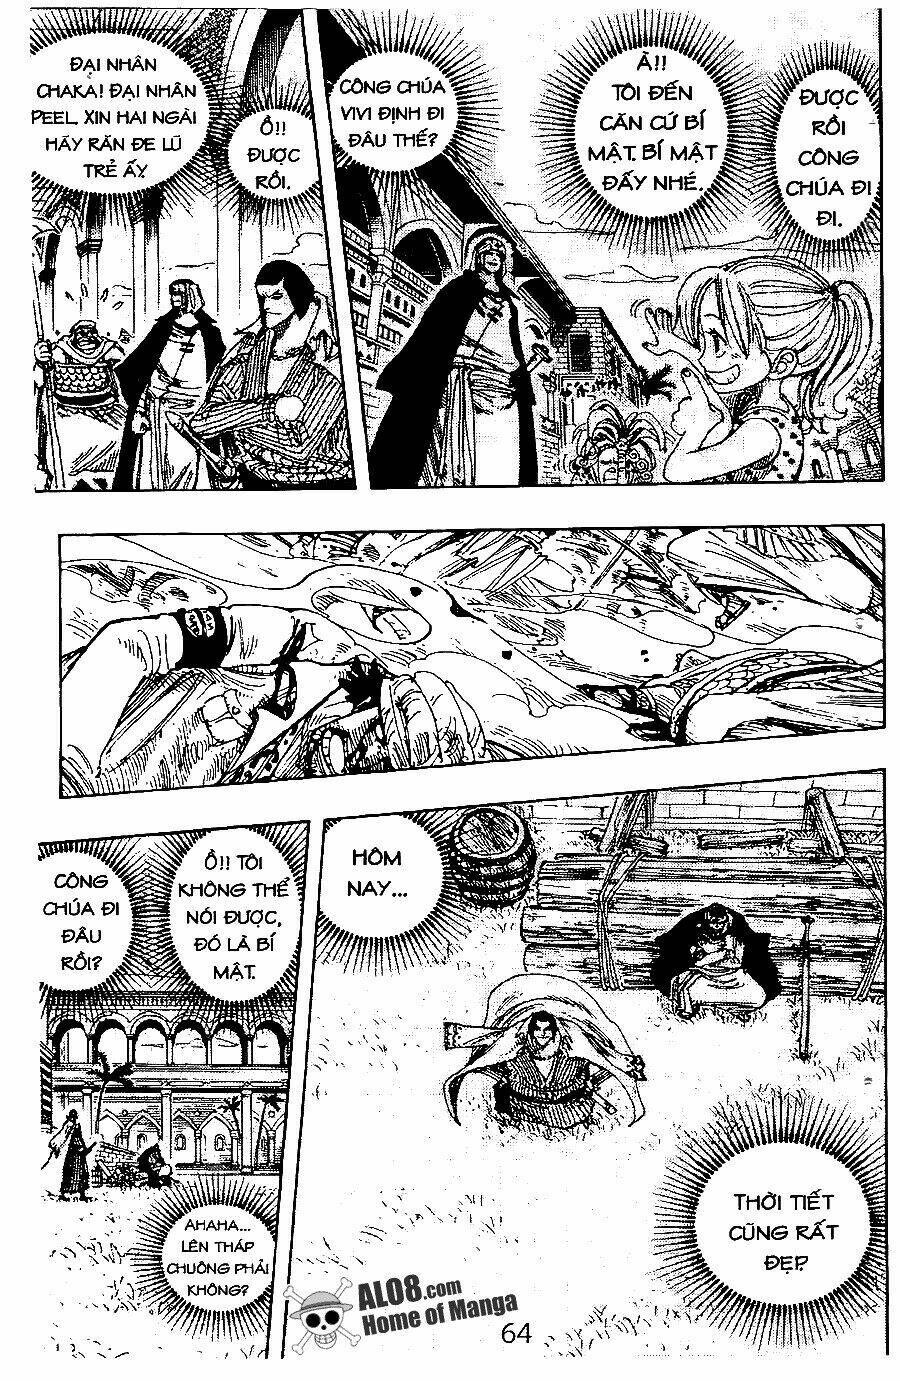 À!!
TÔI ĐẾN
CĂN CỨ BÍ
MẬT. BÍ MẬT
ĐẤY NHÉ.
ĐƯỢC
RỒI
CÔNG
CHÚA ĐI
ĐI.
CÔNG CHÚA
VIVI ĐỊNH ĐI
ĐÂU THẾ?
Ồ!!
ĐƯỢC
RỒI.
ĐẠI NHÂN
CHAKA! ĐẠI NHÂN
PEEL. XIN HAI NGÀI
HÃY RĂN ĐE LŨ
TRẺ ẤY.
HÔM
NAY...
THỜI TIẾT
CŨNG RẤT
ĐẸP.
Ồ!! TÔI
KHÔNG THỂ
NÓI ĐƯỢC,
ĐÓ LÀ BÍ
MẬT.
CÔNG
CHÚA ĐI
ĐÂU
RỒI?
AHAHA...
LÊN THÁP
CHUÔNG PHẢI
KHÔNG?
ALO8.com
Home of Manga
64